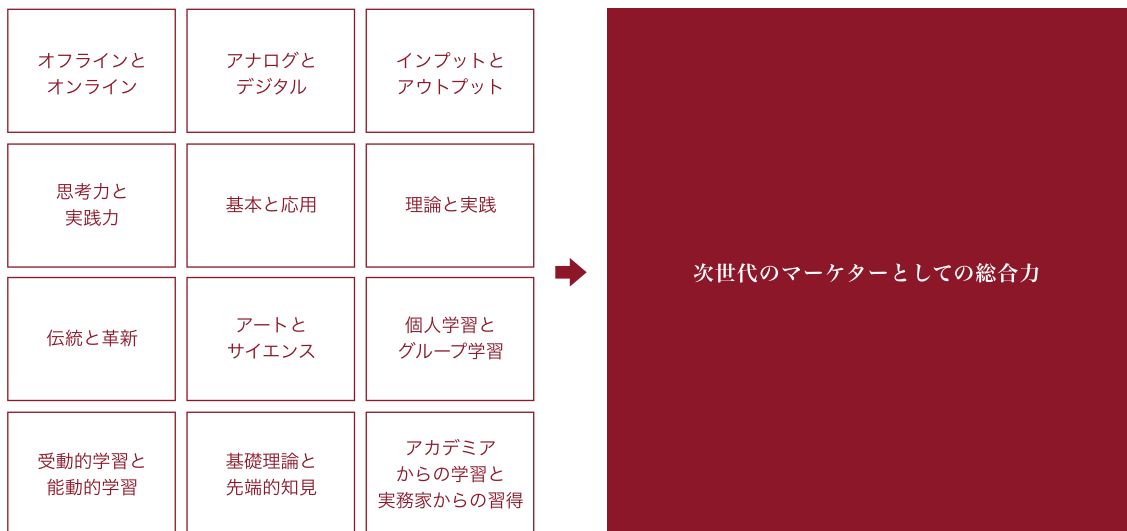 オフラインと
オンライン
アナログと
デジタル
インプットと
アウトプット
思考力と
実践力
基本と応用
理論と実践
伝統と革新
アートと
サイエンス
個人学習と
グループ学習
受動的学習と
能動的学習
基礎理論と
先端的知見
アカデミア
からの学習と
実務家からの習得
次世代のマーケターとしての総合力